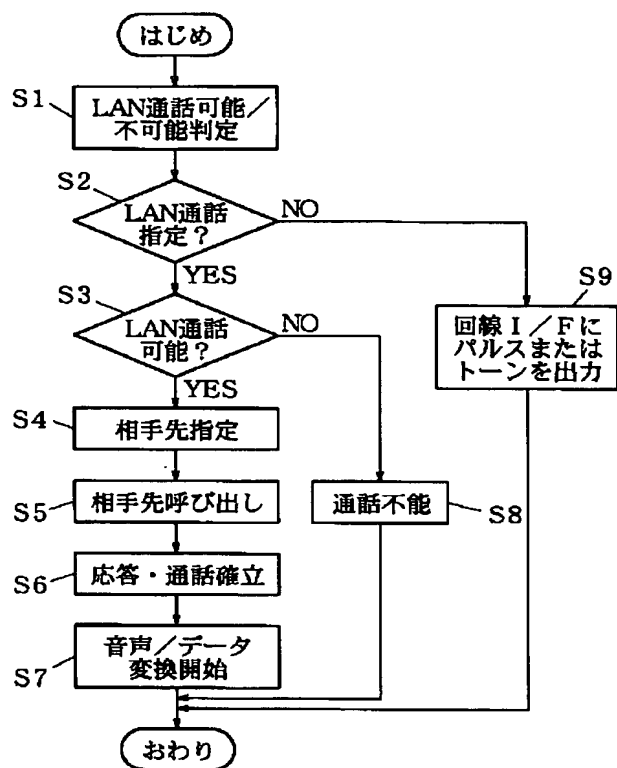 はじめ
S1
LAN通話可能／
不可能判定
S2
LAN通話
指定？
NO
YES
S9
回線Ｉ／Ｆに
パルスまたは
トーンを出力
S3
LAN通話
可能？
NO
YES
S4
相手先指定
S5
相手先呼び出し
通話不能
S8
S6
応答・通話確立
S7
音声／データ
変換開始
おわり